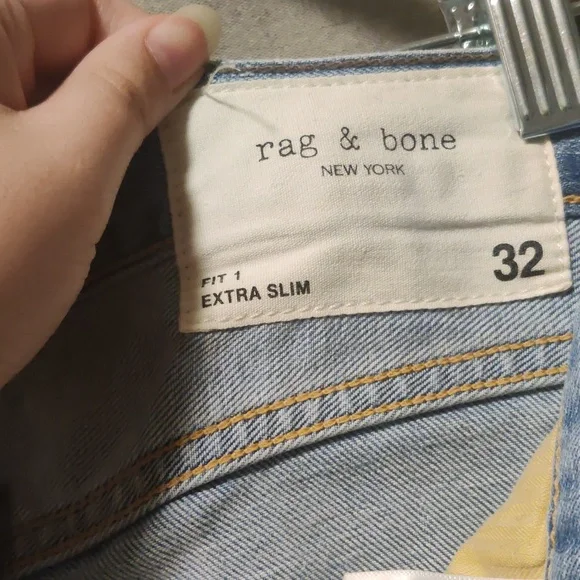 rag & bone
NEW YORK
FIT 1
EXTRA SLIM
32